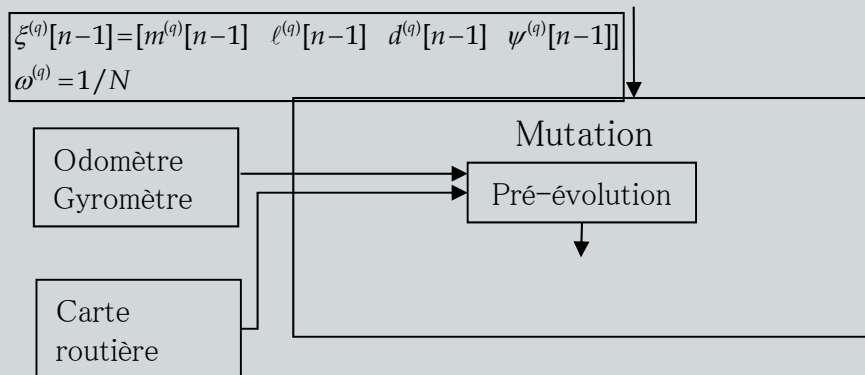 ξ^(q)[n−1]=[m^(q)[n−1] ℓ^(q)[n−1] d^(q)[n−1] ψ^(q)[n−1]]
ω^(q) =1/N
Mutation
Odomètre
Gyromètre
Pré-évolution
Carte
routière